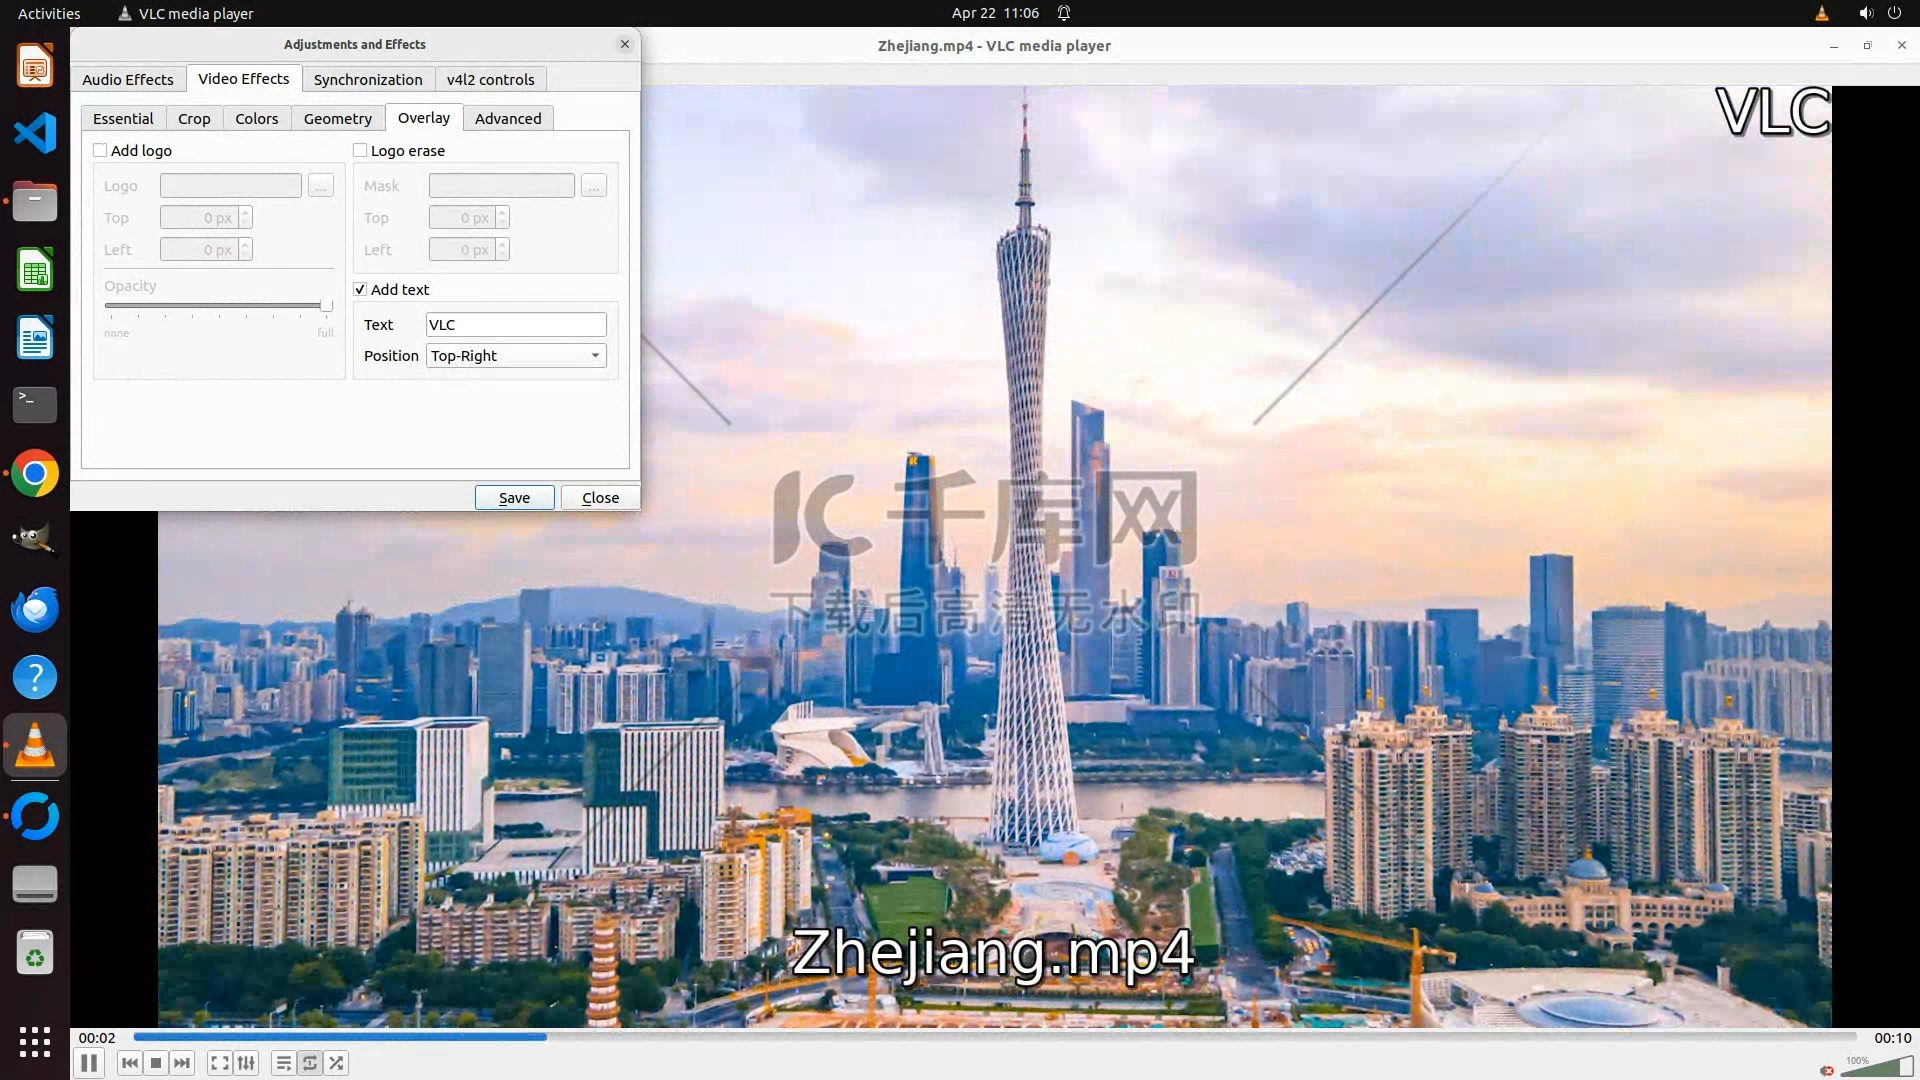 Activities
VLC media player
Apr 22 11:06
Adjustments and Effects
Zhejiang.mp4 - VLC media player
Audio Effects
Video Effects
Synchronization
v4l2 controls
Essential
Crop
Colors
Geometry
Overlay
Advanced
Add logo
Logo
...
Top
0 px
Left
0 px
Opacity
none
full
Logo erase
Mask
...
Top
0 px
Left
0 px
Add text
Text
VLC
Position
Top-Right
Save
Close
VLC
千库网
下载后高清无水印
Zhejiang.mp4
00:02
00:10
100%